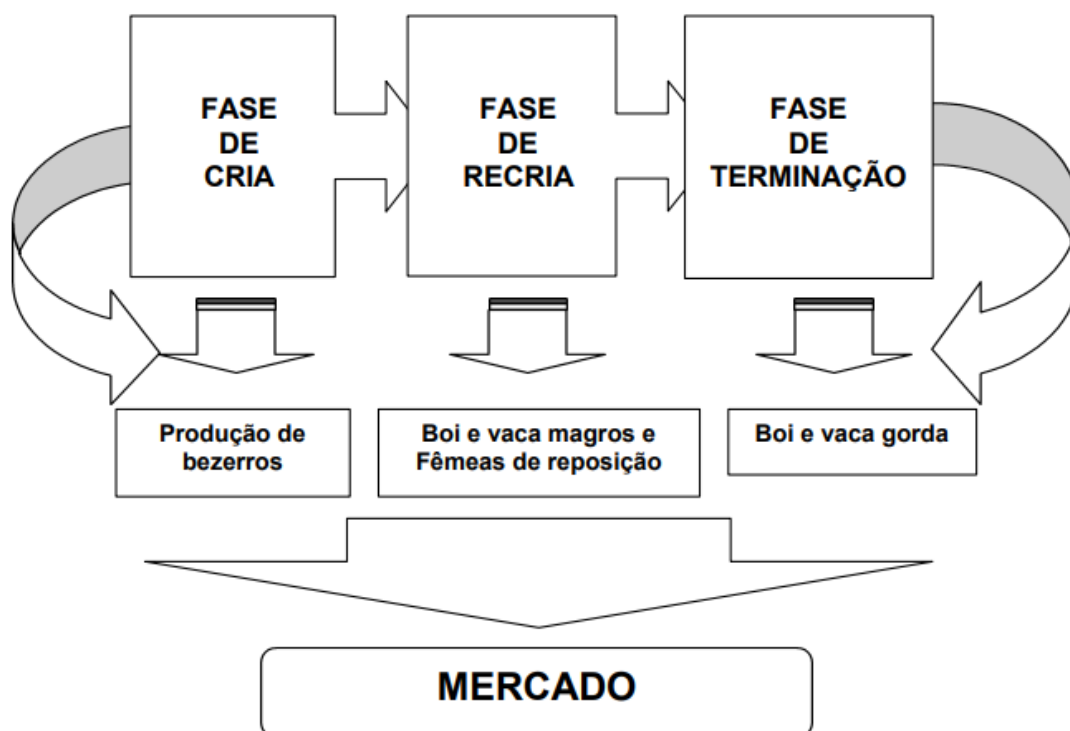 FASE
DE
CRIA
FASE
DE
RECRIA
FASE
DE
TERMINAÇÃO
Produção de
bezerros
Boi e vaca magros e
Fêmeas de reposição
Boi e vaca gorda
MERCADO